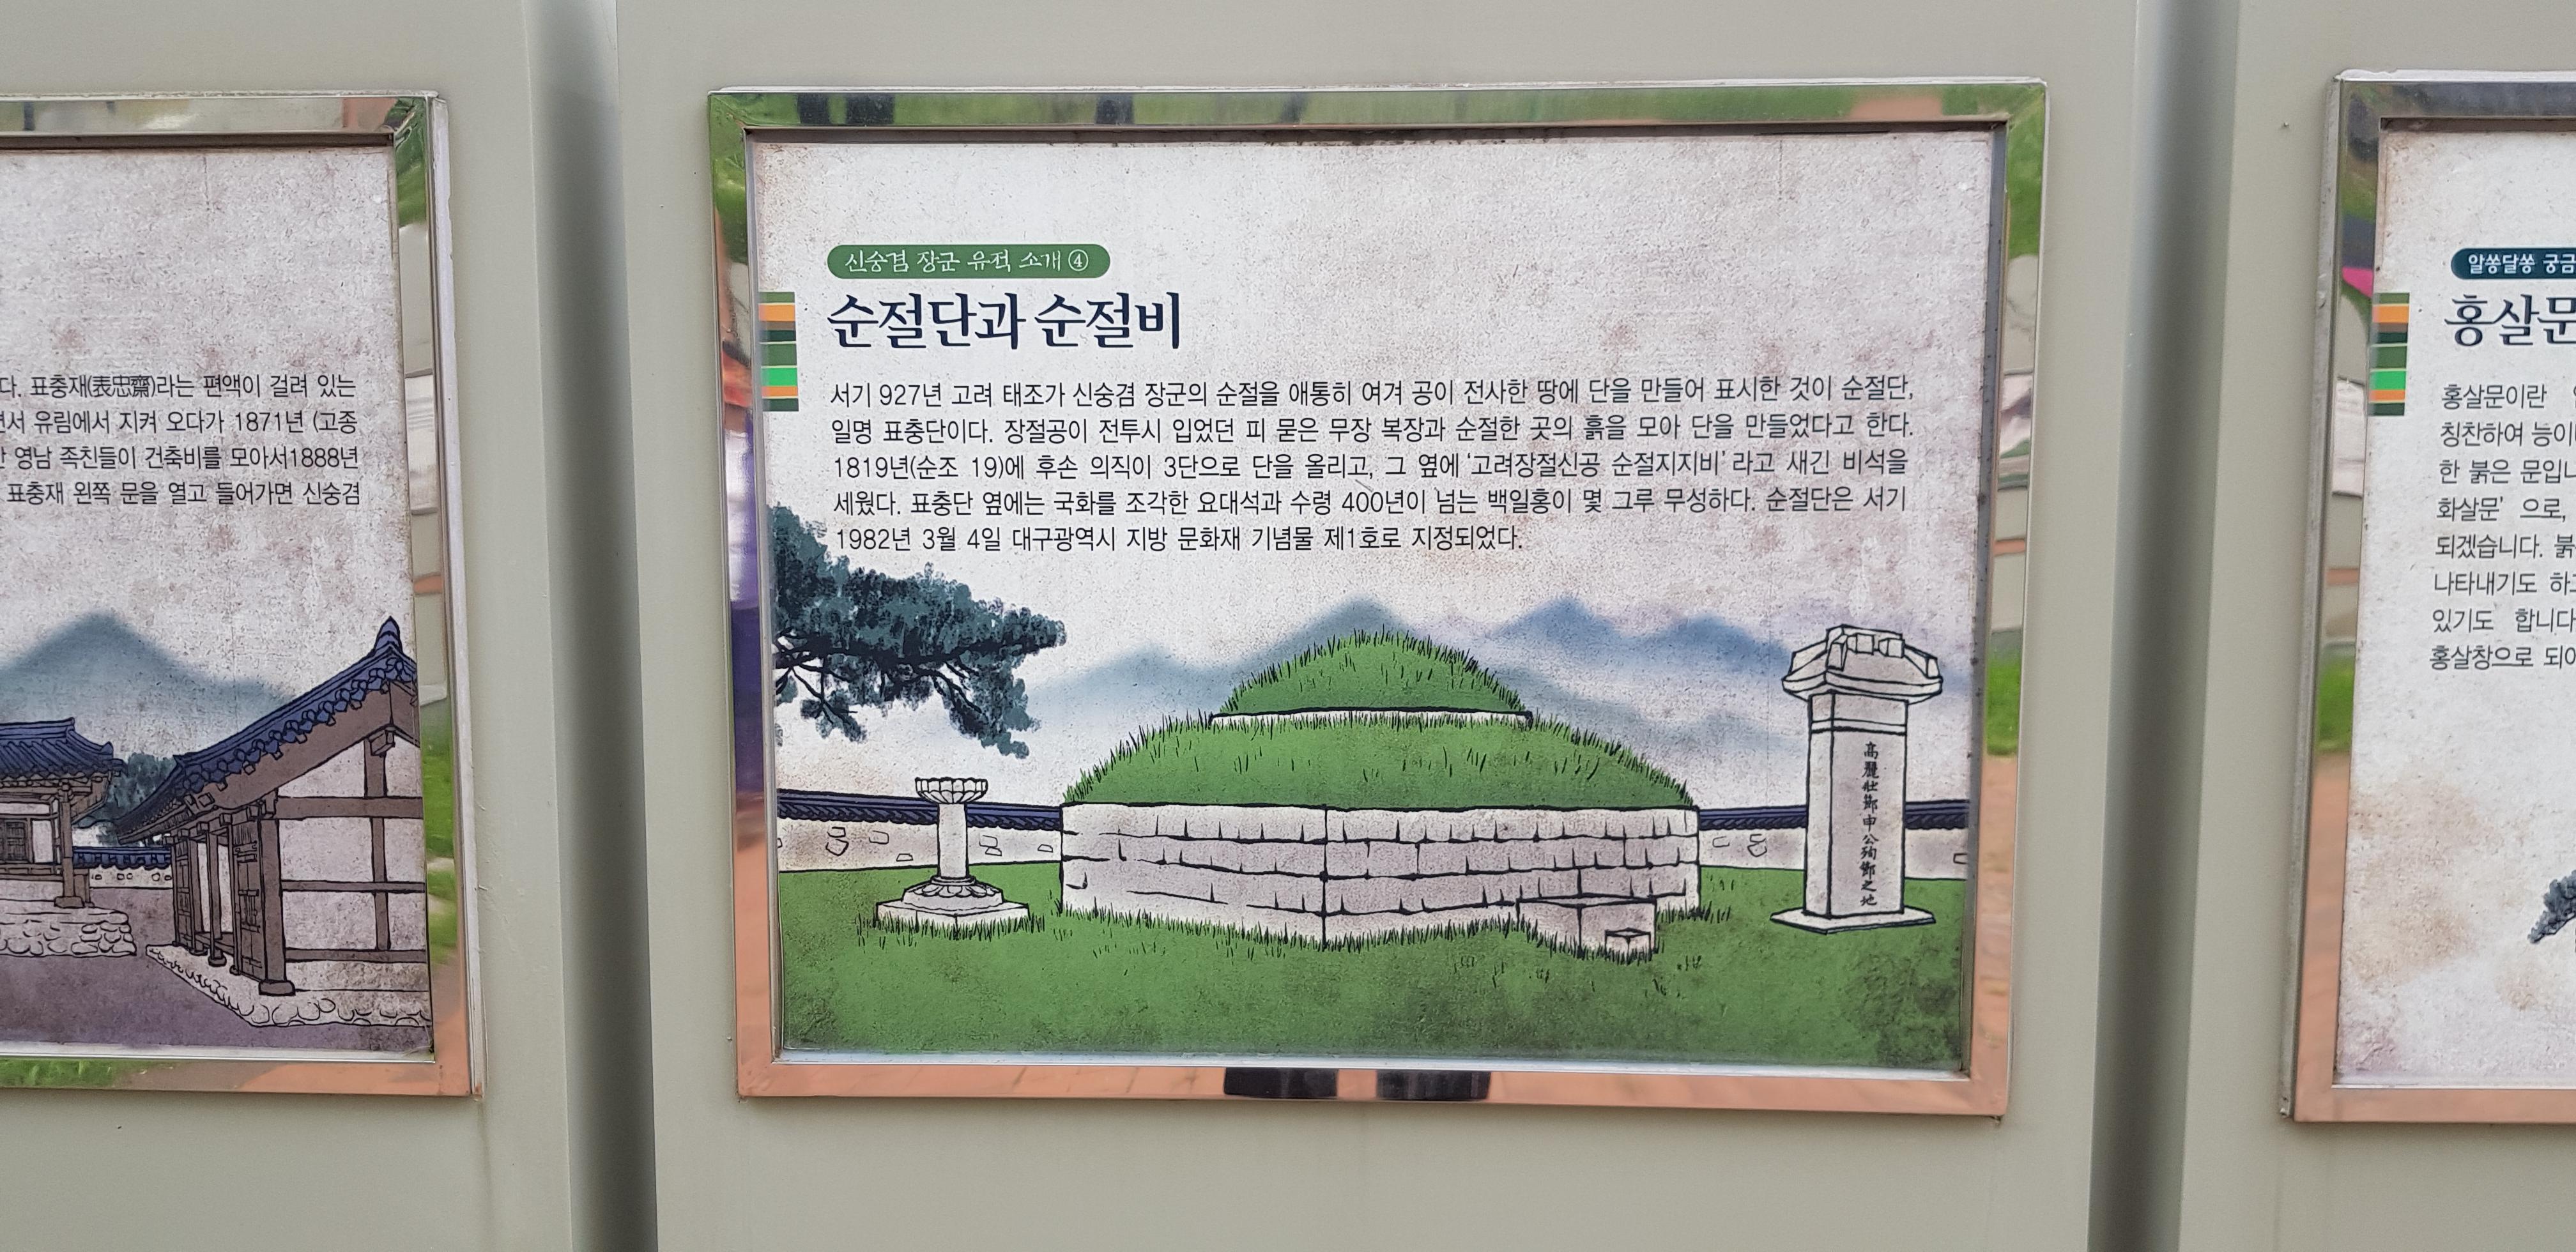 다. 표충재(表忠齋)라는 편액이 걸려 있는
서 유림에서 지켜 오다가 1871년 (고종
영남 족친들이 건축비를 모아서1888년
표충재 왼쪽 문을 열고 들어가면 신숭겸
신숭겸 장군 유적 소개 ④
순절단과 순절비
서기 927년 고려 태조가 신숭겸 장군의 순절을 애통히 여겨 공이 전사한 땅에 단을 만들어 표시한 것이 순절단,
일명 표충단이다. 장절공이 전투시 입었던 피 묻은 무장 복장과 순절한 곳의 흙을 모아 단을 만들었다고 한다.
1819년(순조 19)에 후손 의직이 3단으로 단을 올리고, 그 옆에 '고려장절신공 순절지지비' 라고 새긴 비석을
세웠다. 표충단 옆에는 국화를 조각한 요대석과 수령 400년이 넘는 백일홍이 몇 그루 무성하다. 순절단은 서기
1982년 3월 4일 대구광역시 지방 문화재 기념물 제1호로 지정되었다.
高麗壯節申公殉節之地
알쏭달쏭 궁금
홍살문
홍살문이란
칭찬하여 능이
한 붉은 문입니
화살문' 으로,
되겠습니다. 붉
나타내기도 하
있기도 합니다
홍살창으로 되어